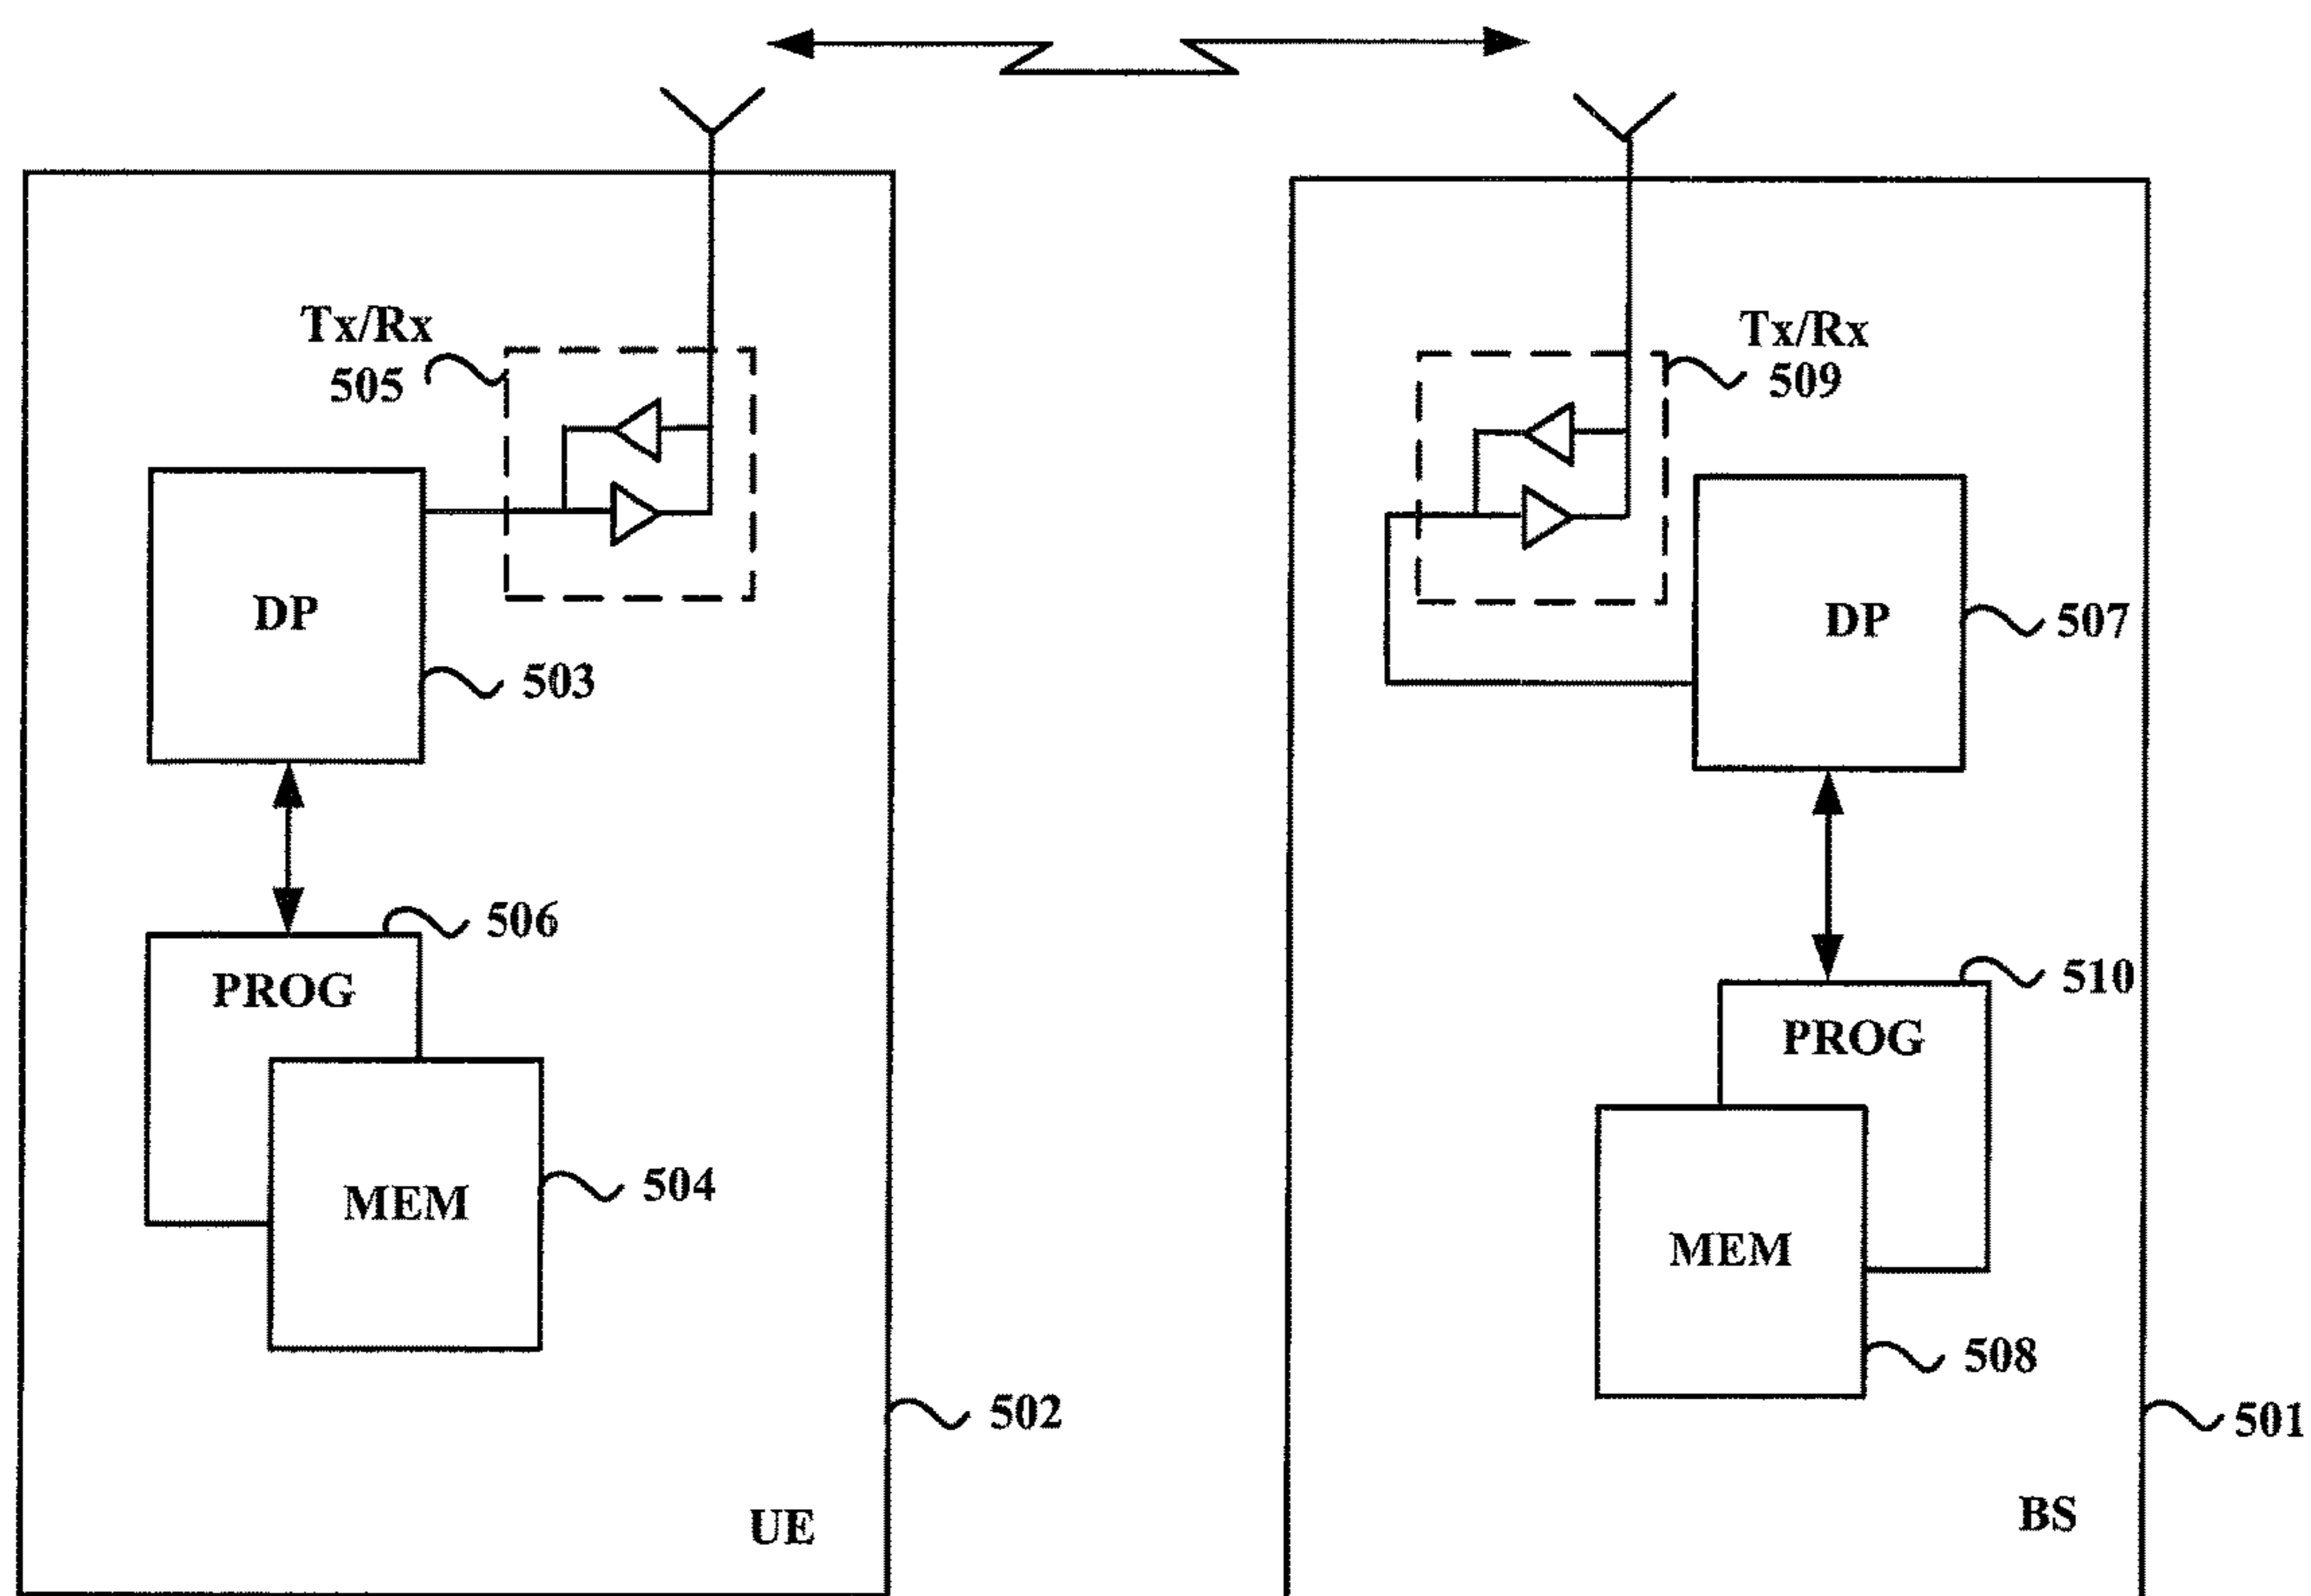 Tx/Rx
505
DP
503
506
PROG
MEM
504
502
UE
Tx/Rx
509
DP
507
510
PROG
MEM
508
501
BS